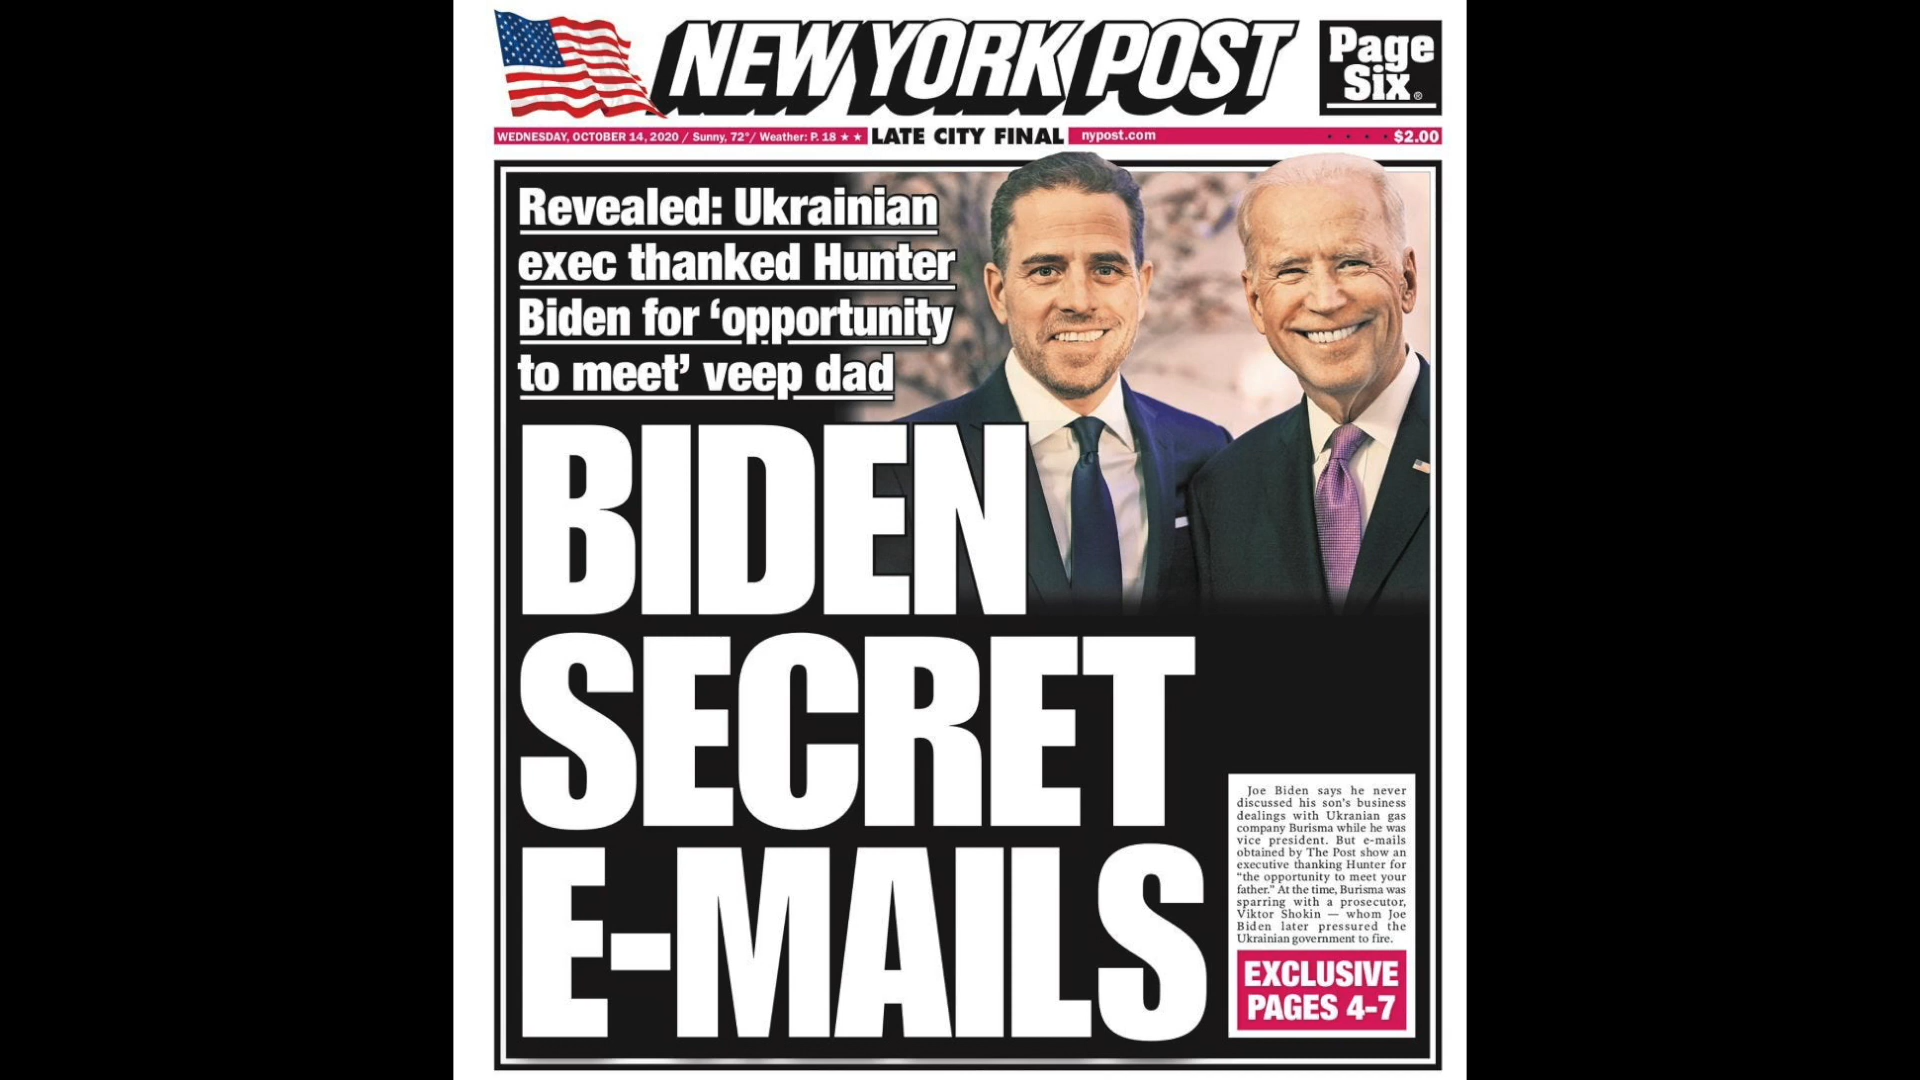 NEW YORK POST
Page
Six®
WEDNESDAY, OCTOBER 14, 2020 / Sunny, 72°/ Weather: P. 18 ★ ★ LATE CITY FINAL nypost.com $2.00
Revealed: Ukrainian
exec thanked Hunter
Biden for ‘opportunity
to meet’ veep dad
BIDEN
SECRET
E-MAILS
Joe Biden says he never
discussed his son's business
dealings with Ukranian gas
company Burisma while he was
vice president. But e-mails
obtained by The Post show an
executive thanking Hunter for
“the opportunity to meet your
father.” At the time, Burisma was
sparring with a prosecutor,
Viktor Shokin — whom Joe
Biden later pressured the
Ukrainian government to fire.
EXCLUSIVE
PAGES 4-7